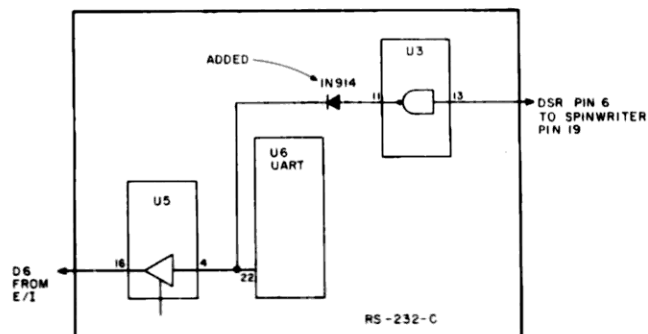 U3
ADDED
IN914
11
13
DSR PIN 6
TO SPINWRITER
PIN 19
U6
UART
U5
16
4
22
D6
FROM
E/I
RS-232-C